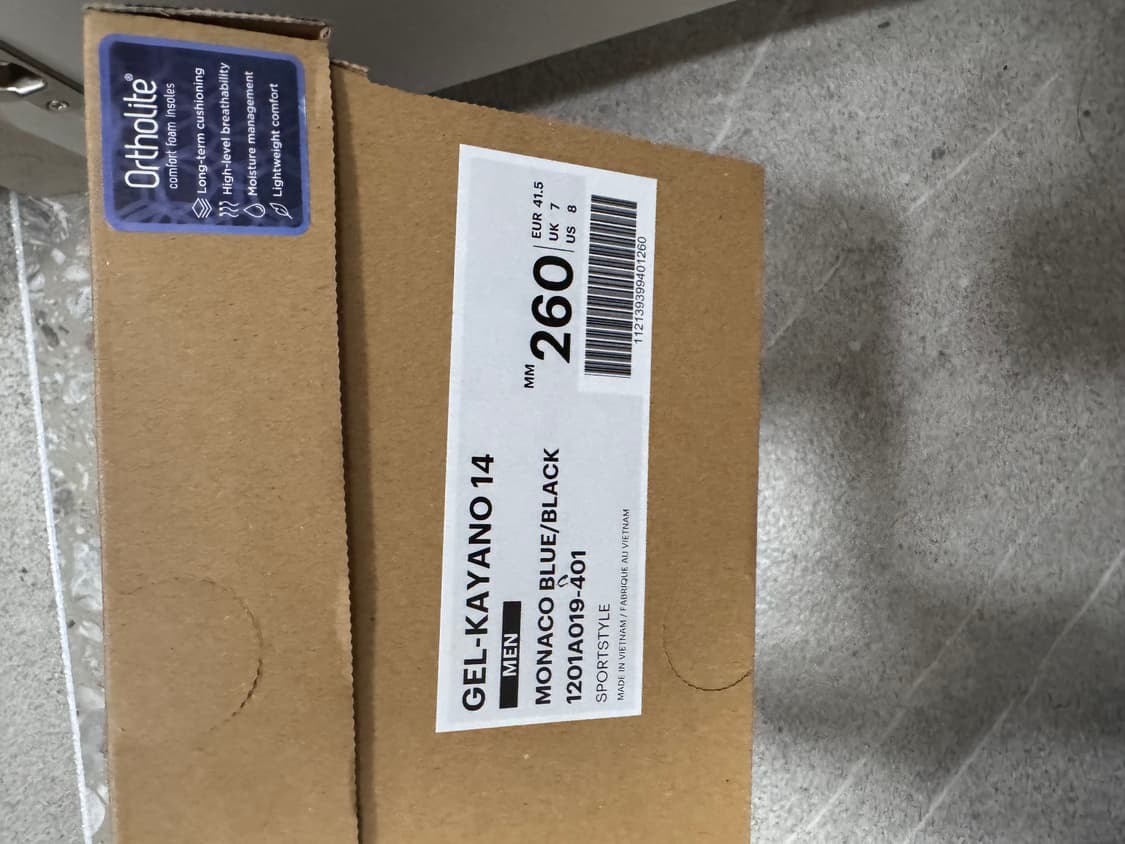 OrthoLite®
comfort foam insoles
Long-term cushioning
High-level breathability
Moisture management
Lightweight comfort
GEL-KAYANO 14
MEN
MONACO BLUE/BLACK
1201A019-401
SPORTSTYLE
MADE IN VIETNAM / FABRIQUE AU VIETNAM
MM 260
EUR 41.5
UK 7
US 8
112139399401260